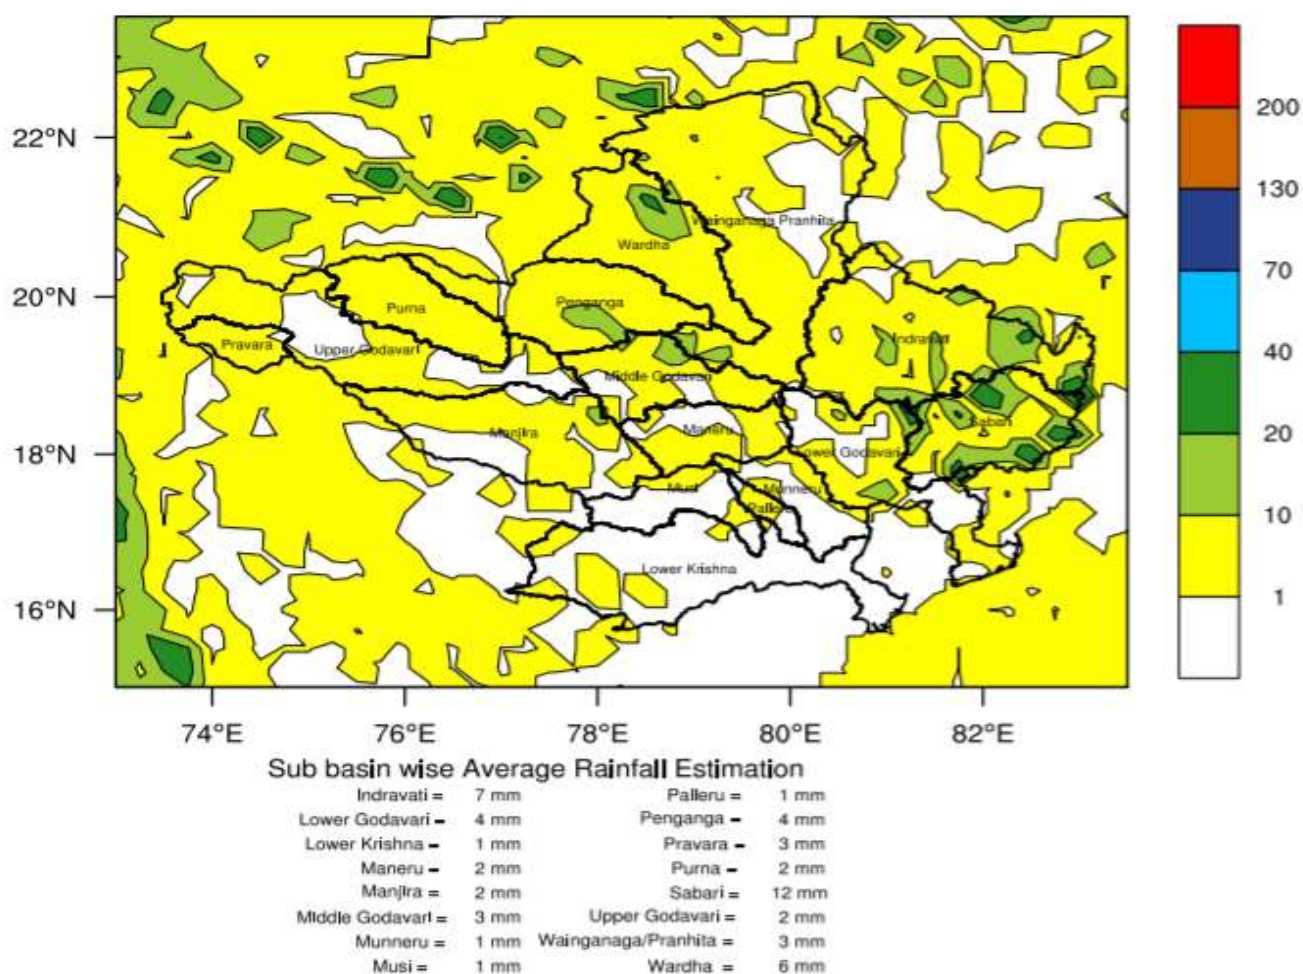 200
22°N
130
Wainganaga Pranhita
Wardha
70
20°N
Penganga
Purna
Indravati
Pravara
Upper Godavari
40
Middle Godavari
Sabari
Manjira
Maneru
20
18°N
Lower Godavari
Musi
Munneru
Palleru
10
Lower Krishna
16°N
1
74°E 76°E 78°E 80°E 82°E
Sub basin wise Average Rainfall Estimation
Indravati = 7 mm Palleru = 1 mm
Lower Godavari = 4 mm Penganga = 4 mm
Lower Krishna = 1 mm Pravara = 3 mm
Maneru = 2 mm Purna = 2 mm
Manjira = 2 mm Sabari = 12 mm
Middle Godavari = 3 mm Upper Godavari = 2 mm
Munneru = 1 mm Wainganaga/Pranhita = 3 mm
Musi = 1 mm Wardha = 6 mm